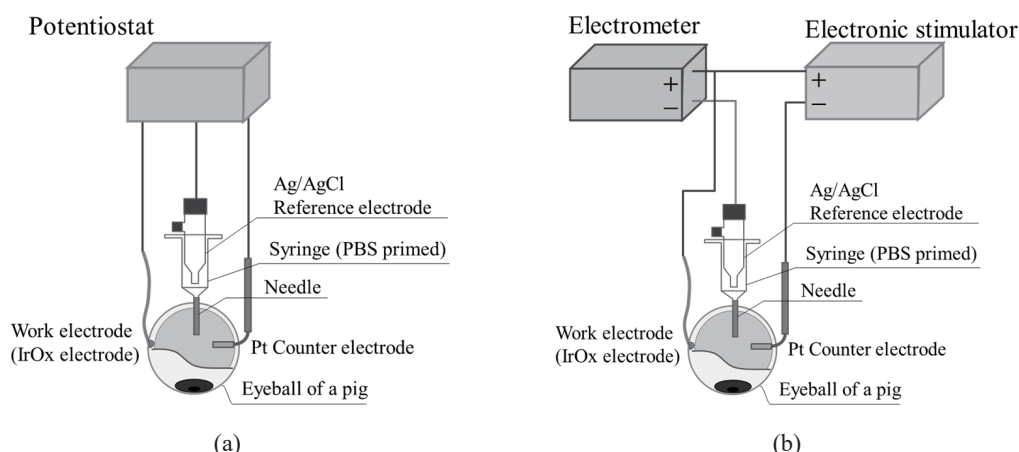 Potentiostat
Ag/AgCl
Reference electrode
Syringe (PBS primed)
Needle
Work electrode
(IrOx electrode)
Pt Counter electrode
Eyeball of a pig
(a)
Electrometer
Electronic stimulator
+
−
+
−
Ag/AgCl
Reference electrode
Syringe (PBS primed)
Needle
Work electrode
(IrOx electrode)
Pt Counter electrode
Eyeball of a pig
(b)